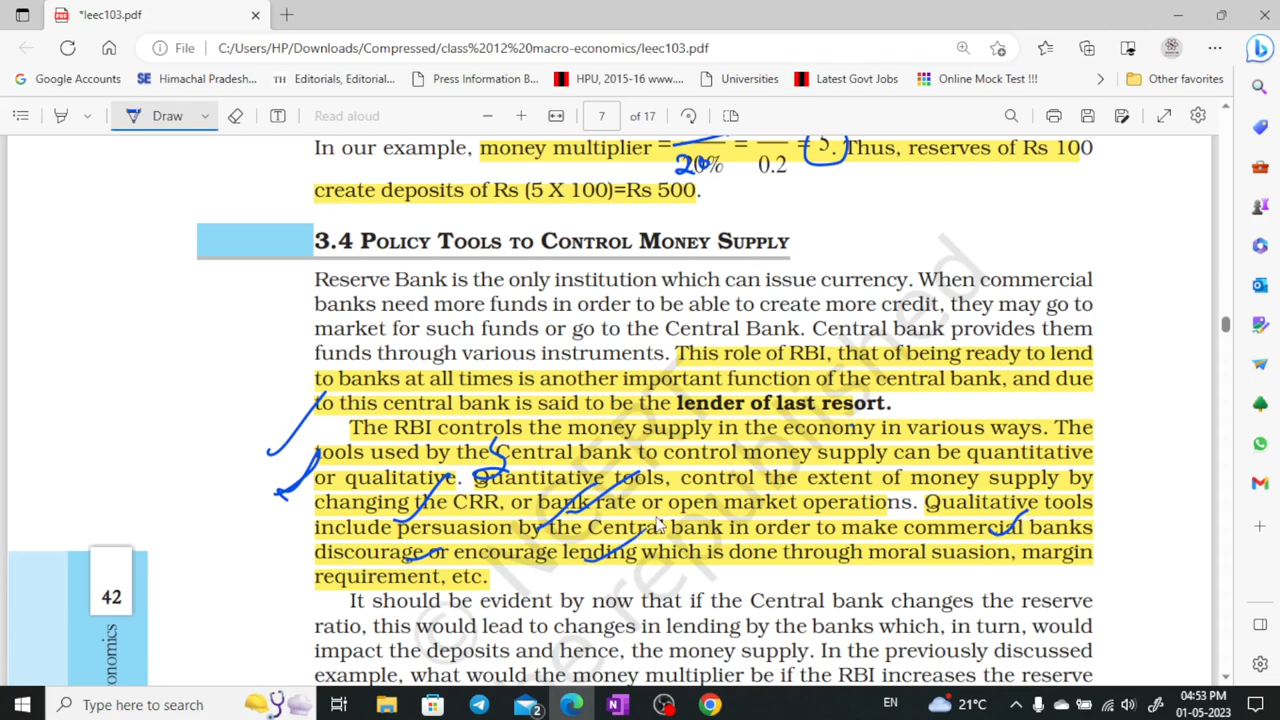 *leec103.pdf
File C:/Users/HP/Downloads/Compressed/class%2012%20macro-economics/leec103.pdf
Google Accounts SE Himachal Pradesh... TH Editorials, Editorial... Press Information B... HPU, 2015-16 www.... Universities Latest Govt Jobs Online Mock Test !!! Other favorites
Draw Read aloud 7 of 17
In our example, money multiplier = = = 5. Thus, reserves of Rs 100
20% 0.2
create deposits of Rs (5 X 100)=Rs 500.
3.4 POLICY TOOLS TO CONTROL MONEY SUPPLY
Reserve Bank is the only institution which can issue currency. When commercial
banks need more funds in order to be able to create more credit, they may go to
market for such funds or go to the Central Bank. Central bank provides them
funds through various instruments. This role of RBI, that of being ready to lend
to banks at all times is another important function of the central bank, and due
to this central bank is said to be the lender of last resort.
The RBI controls the money supply in the economy in various ways. The
tools used by the Central bank to control money supply can be quantitative
or qualitative. Quantitative tools, control the extent of money supply by
changing the CRR, or bank rate or open market operations. Qualitative tools
include persuasion by the Central bank in order to make commercial banks
discourage or encourage lending which is done through moral suasion, margin
requirement, etc.
It should be evident by now that if the Central bank changes the reserve
ratio, this would lead to changes in lending by the banks which, in turn, would
impact the deposits and hence, the money supply. In the previously discussed
example, what would the money multiplier be if the RBI increases the reserve
42
onomics
© N
republished
Type here to search
2
21°C
EN
04:53 PM
01-05-2023